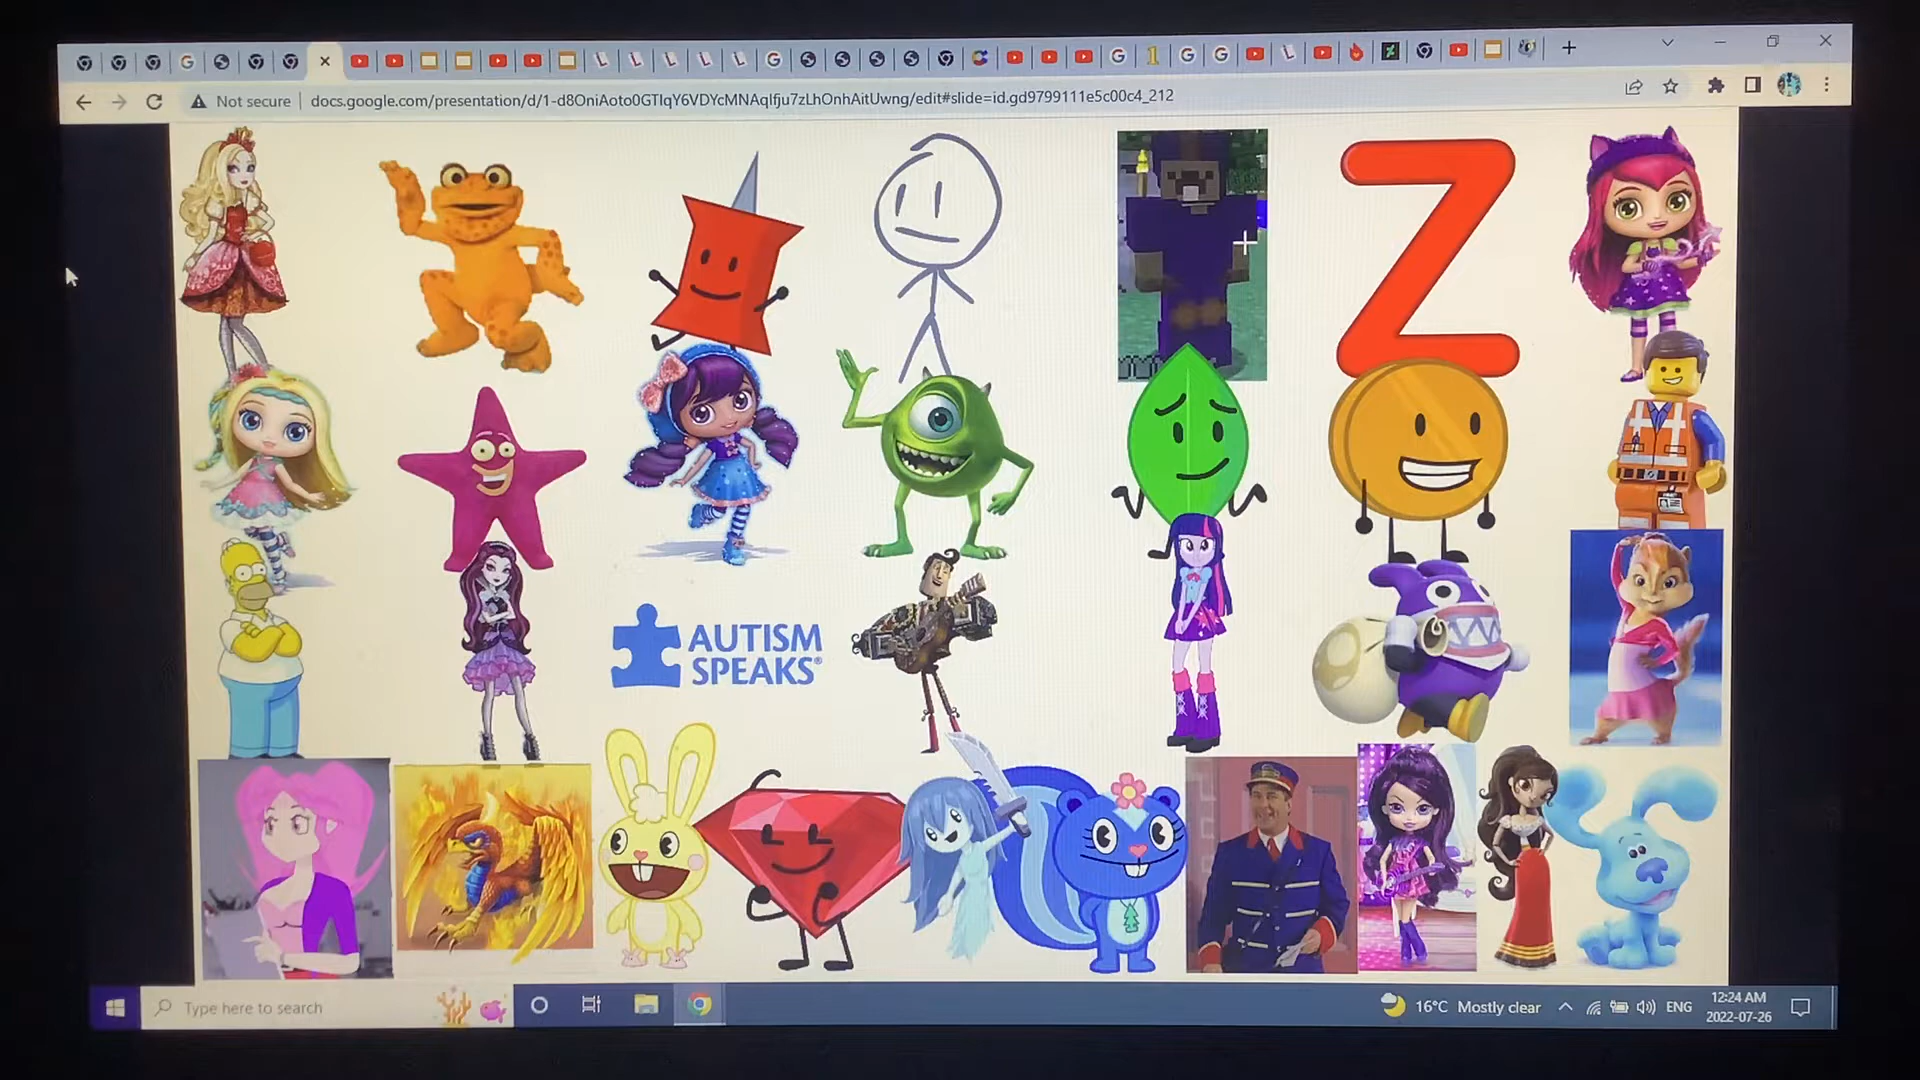 Not secure
docs.google.com/presentation/d/1-d8OniAoto0GTIqY6VDYcMNAqIfju7zLhOnhAitUwng/edit#slide=id.gd9799111e5c00c4_212
Z
AUTISM
SPEAKS®
Type here to search
16°C Mostly clear
ENG
12:24 AM
2022-07-26